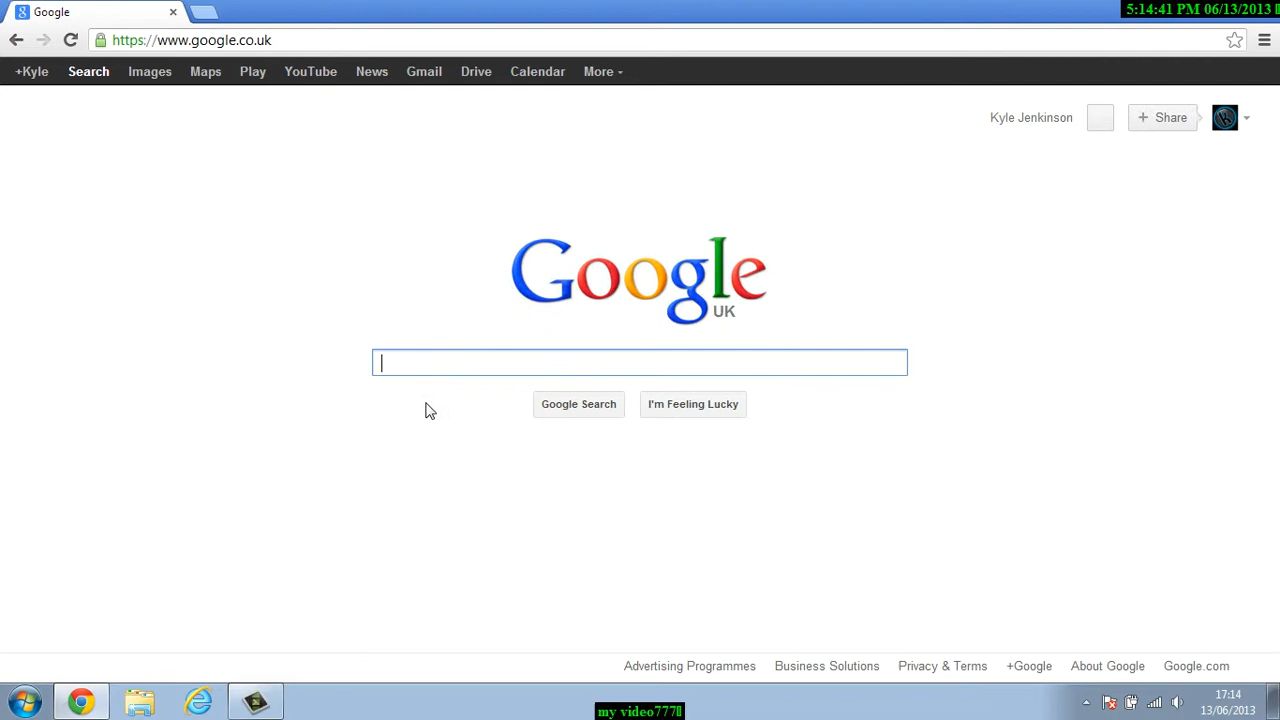 Google
5:14:41 PM 06/13/2013
https://www.google.co.uk
+Kyle Search Images Maps Play YouTube News Gmail Drive Calendar More
Kyle Jenkinson + Share
Google
UK
Google Search I'm Feeling Lucky
Advertising Programmes Business Solutions Privacy & Terms +Google About Google Google.com
my video777
17:14
13/06/2013